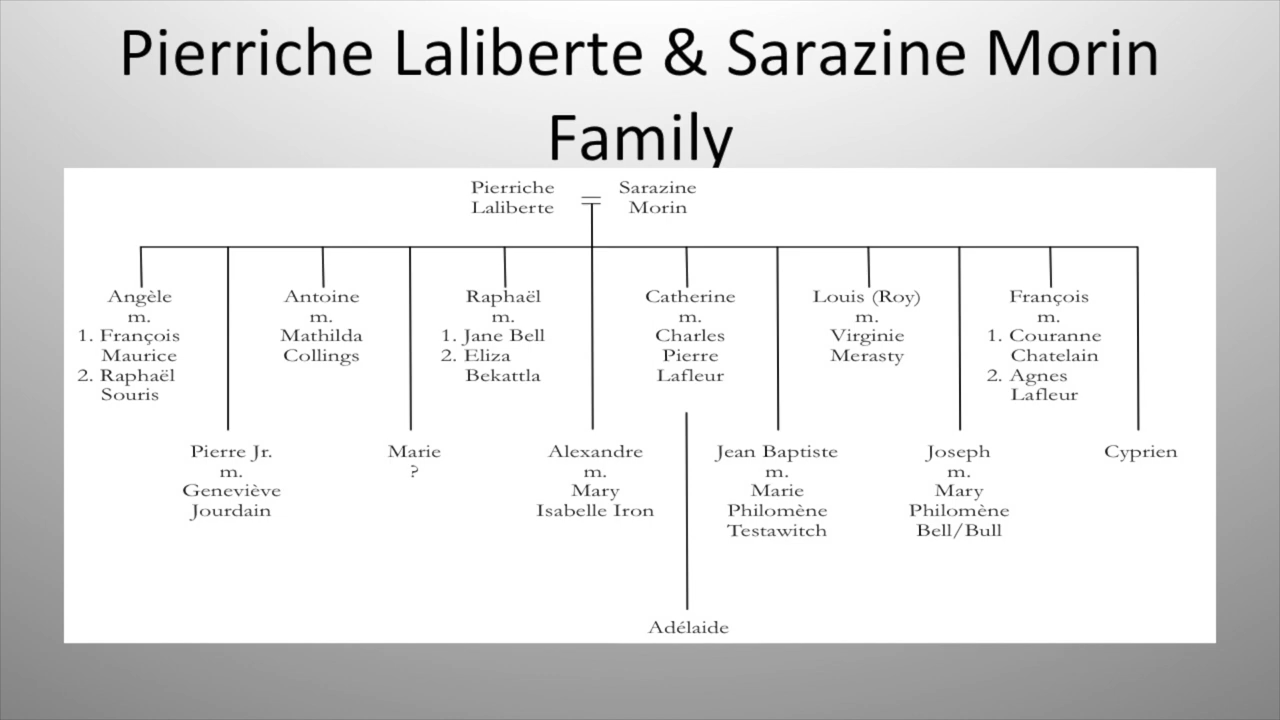 Pierriche Laliberte & Sarazine Morin
Family
Pierriche
Laliberte
Sarazine
Morin
Angèle
m.
1. François
Maurice
2. Raphaël
Souris
Antoine
m.
Mathilda
Collings
Raphaël
m.
1. Jane Bell
2. Eliza
Bekattla
Catherine
m.
Charles
Pierre
Lafleur
Louis (Roy)
m.
Virginie
Merasty
François
m.
1. Couranne
Chatelain
2. Agnes
Lafleur
Pierre Jr.
m.
Geneviève
Jourdain
Marie
?
Alexandre
m.
Mary
Isabelle Iron
Jean Baptiste
m.
Marie
Philomène
Testawitch
Joseph
m.
Mary
Philomène
Bell/Bull
Cyprien
Adélaide